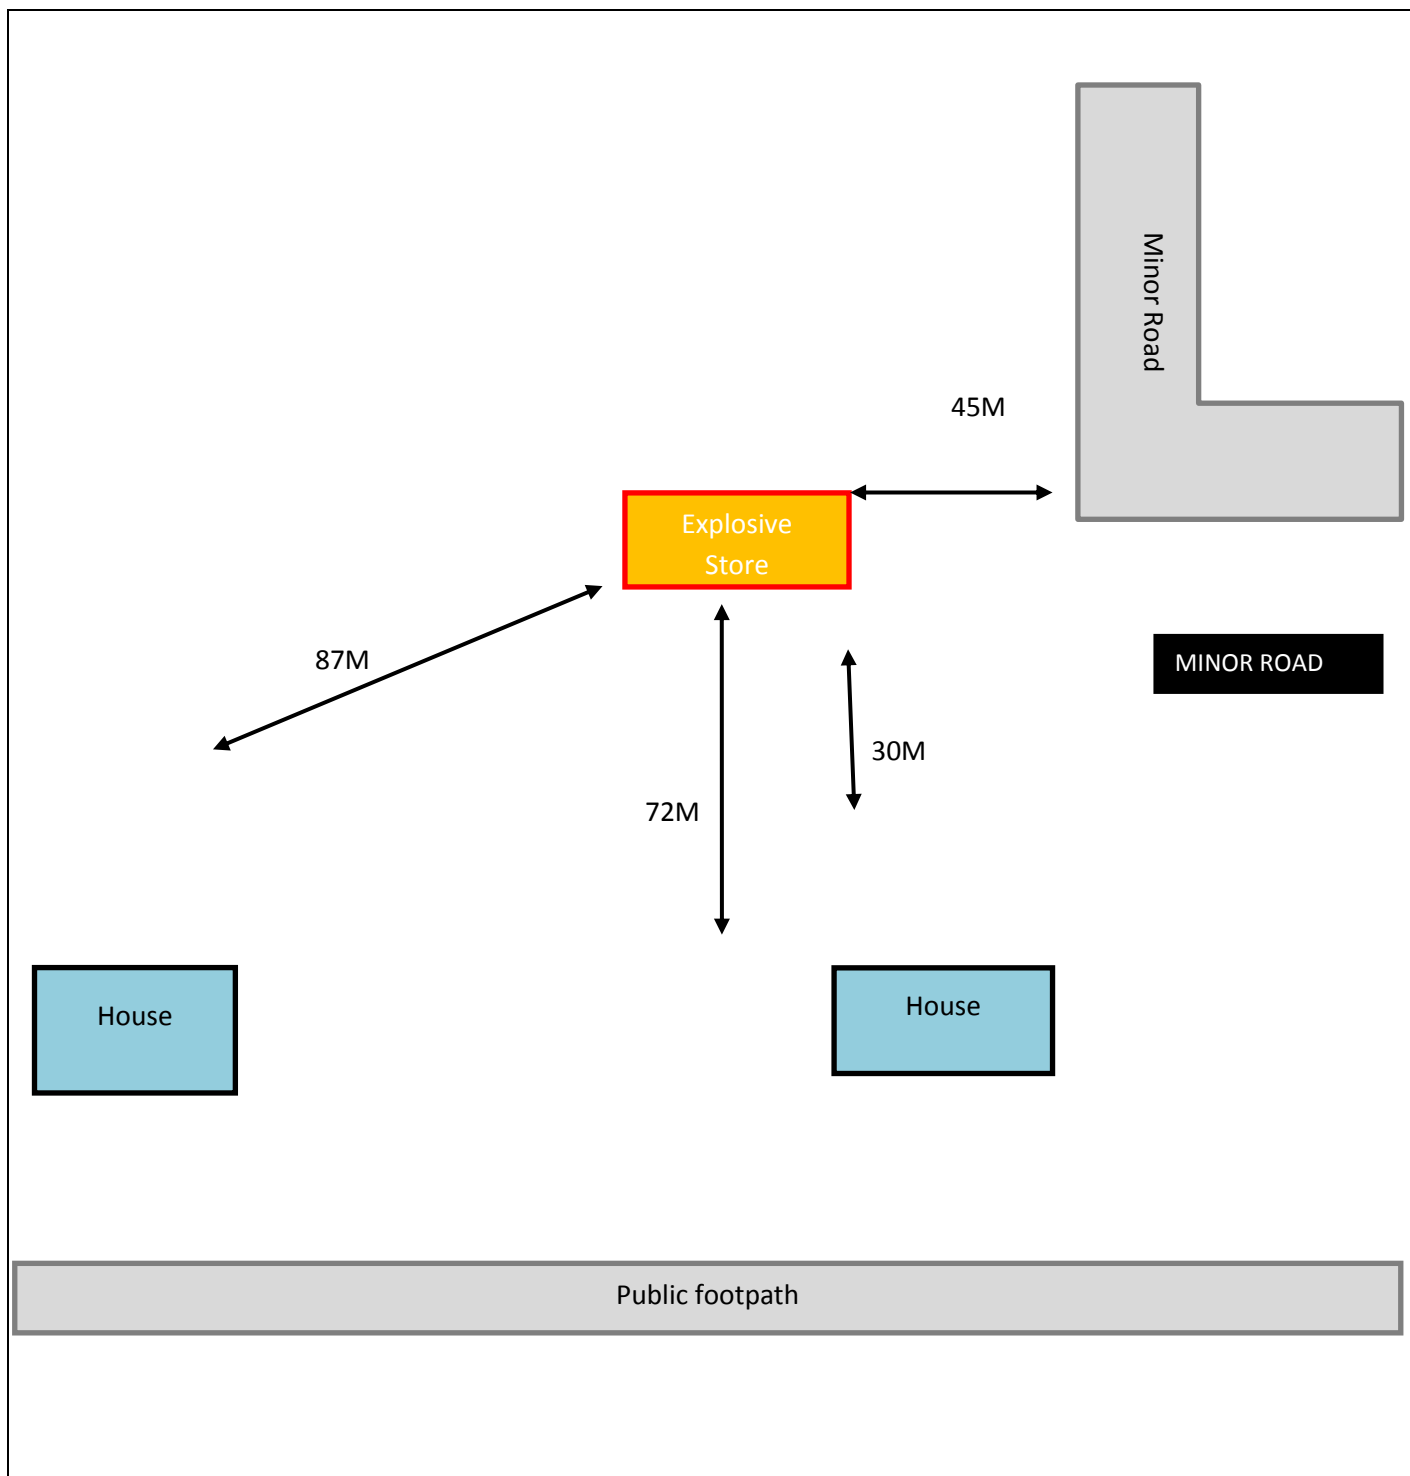 Minor Road
45M
Explosive
Store
87M
MINOR ROAD
30M
72M
House
House
Public footpath